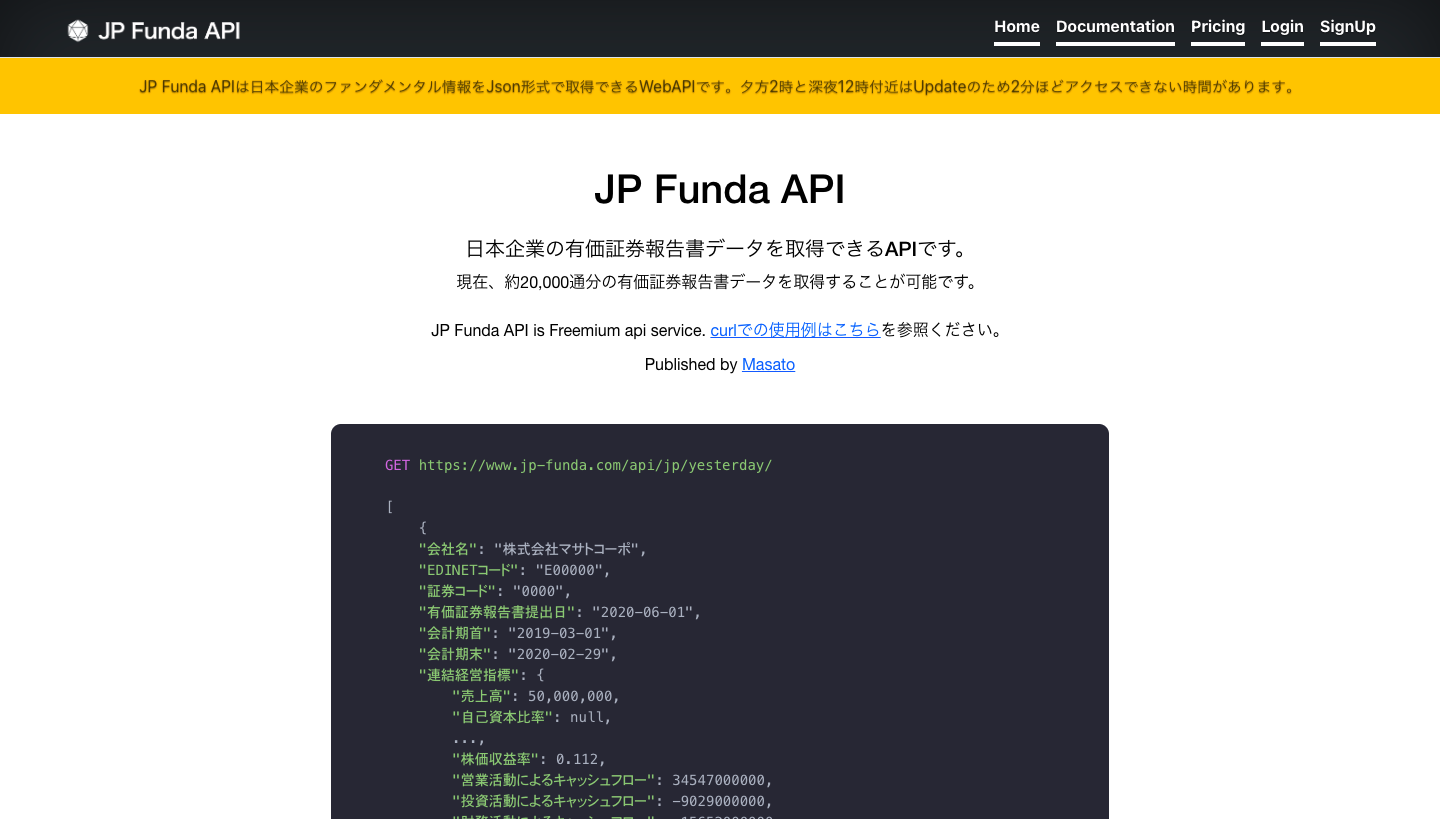 JP Funda API
Home Documentation Pricing Login SignUp
JP Funda APIは日本企業のファンダメンタル情報をJson形式で取得できるWebAPIです。夕方2時と深夜12時付近はUpdateのため2分ほどアクセスできない時間があります。
JP Funda API
日本企業の有価証券報告書データを取得できるAPIです。
現在、約20,000通分の有価証券報告書データを取得することが可能です。
JP Funda API is Freemium api service. curlでの使用例はこちらを参照ください。
Published by Masato
GET https://www.jp-funda.com/api/jp/yesterday/
[
{
"会社名": "株式会社マサトコーポ",
"EDINETコード": "E00000",
"証券コード": "0000",
"有価証券報告書提出日": "2020-06-01",
"会計期首": "2019-03-01",
"会計期末": "2020-02-29",
"連結経営指標": {
"売上高": 50,000,000,
"自己資本比率": null,
...,
"株価収益率": 0.112,
"営業活動によるキャッシュフロー": 34547000000,
"投資活動によるキャッシュフロー": -9029000000,